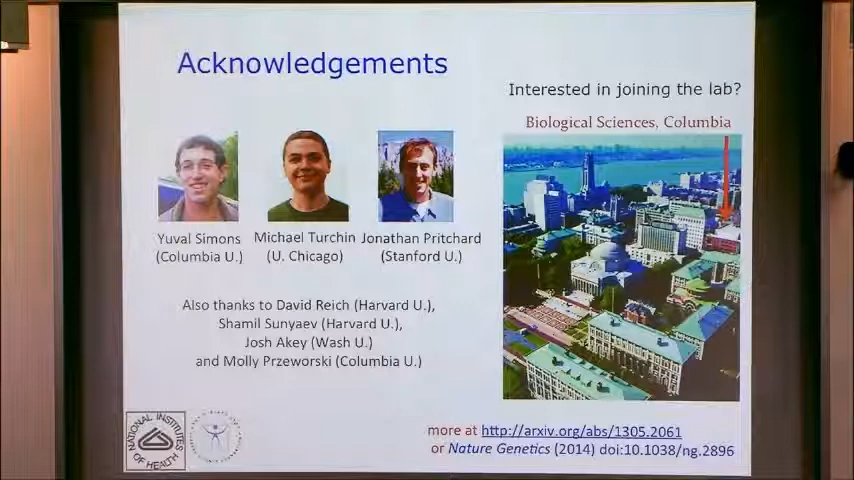 Acknowledgements
Interested in joining the lab?
Biological Sciences, Columbia
Yuval Simons
(Columbia U.)
Michael Turchin
(U. Chicago)
Jonathan Pritchard
(Stanford U.)
Also thanks to David Reich (Harvard U.),
Shamil Sunyaev (Harvard U.),
Josh Akey (Wash U.)
and Molly Przeworski (Columbia U.)
NATIONAL INSTITUTES
OF HEALTH
more at http://arxiv.org/abs/1305.2061
or Nature Genetics (2014) doi:10.1038/ng.2896